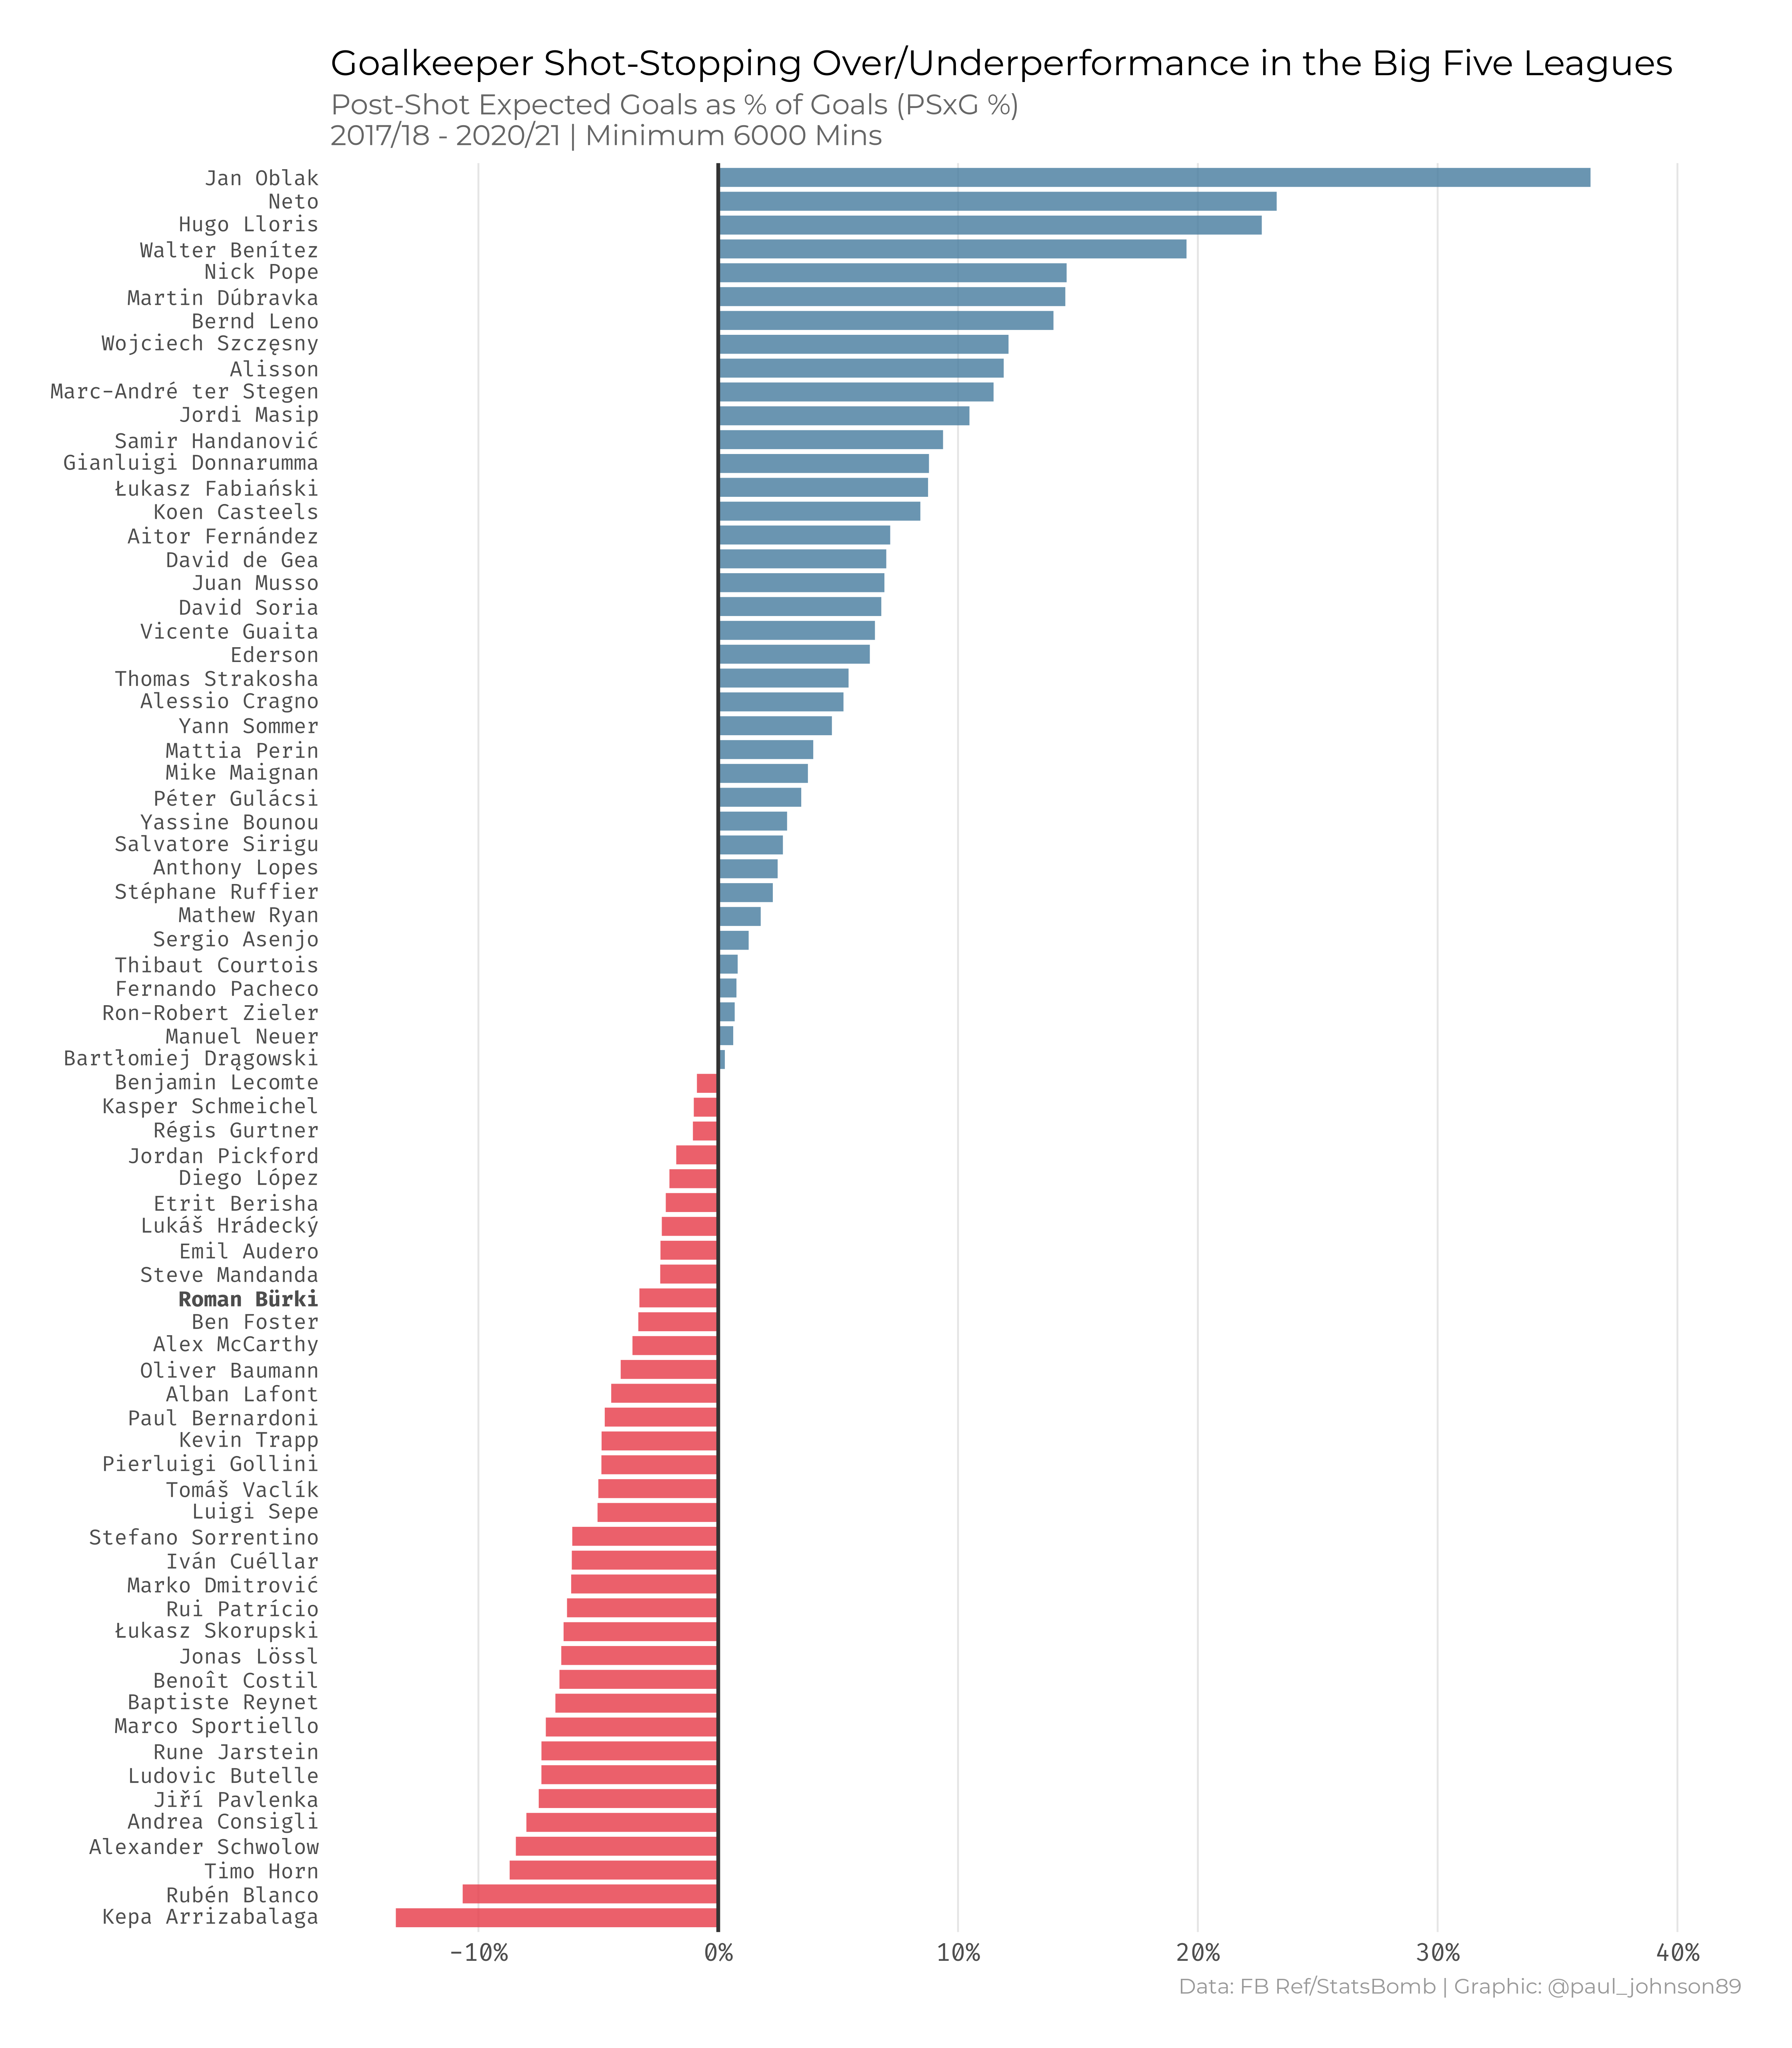 Goalkeeper Shot-Stopping Over/Underperformance in the Big Five Leagues
Post-Shot Expected Goals as % of Goals (PSxG %)
2017/18 - 2020/21 | Minimum 6000 Mins
Jan Oblak
Neto
Hugo Lloris
Walter Benítez
Nick Pope
Martin Dúbravka
Bernd Leno
Wojciech Szczęsny
Alisson
Marc-André ter Stegen
Jordi Masip
Samir Handanović
Gianluigi Donnarumma
Łukasz Fabiański
Koen Casteels
Aitor Fernández
David de Gea
Juan Musso
David Soria
Vicente Guaita
Ederson
Thomas Strakosha
Alessio Cragno
Yann Sommer
Mattia Perin
Mike Maignan
Péter Gulácsi
Yassine Bounou
Salvatore Sirigu
Anthony Lopes
Stéphane Ruffier
Mathew Ryan
Sergio Asenjo
Thibaut Courtois
Fernando Pacheco
Ron-Robert Zieler
Manuel Neuer
Bartłomiej Drągowski
Benjamin Lecomte
Kasper Schmeichel
Régis Gurtner
Jordan Pickford
Diego López
Etrit Berisha
Lukáš Hrádecký
Emil Audero
Steve Mandanda
Roman Bürki
Ben Foster
Alex McCarthy
Oliver Baumann
Alban Lafont
Paul Bernardoni
Kevin Trapp
Pierluigi Gollini
Tomáš Vaclík
Luigi Sepe
Stefano Sorrentino
Iván Cuéllar
Marko Dmitrović
Rui Patrício
Łukasz Skorupski
Jonas Lössl
Benoît Costil
Baptiste Reynet
Marco Sportiello
Rune Jarstein
Ludovic Butelle
Jiří Pavlenka
Andrea Consigli
Alexander Schwolow
Timo Horn
Rubén Blanco
Kepa Arrizabalaga
-10% 0% 10% 20% 30% 40%
Data: FB Ref/StatsBomb | Graphic: @paul_johnson89